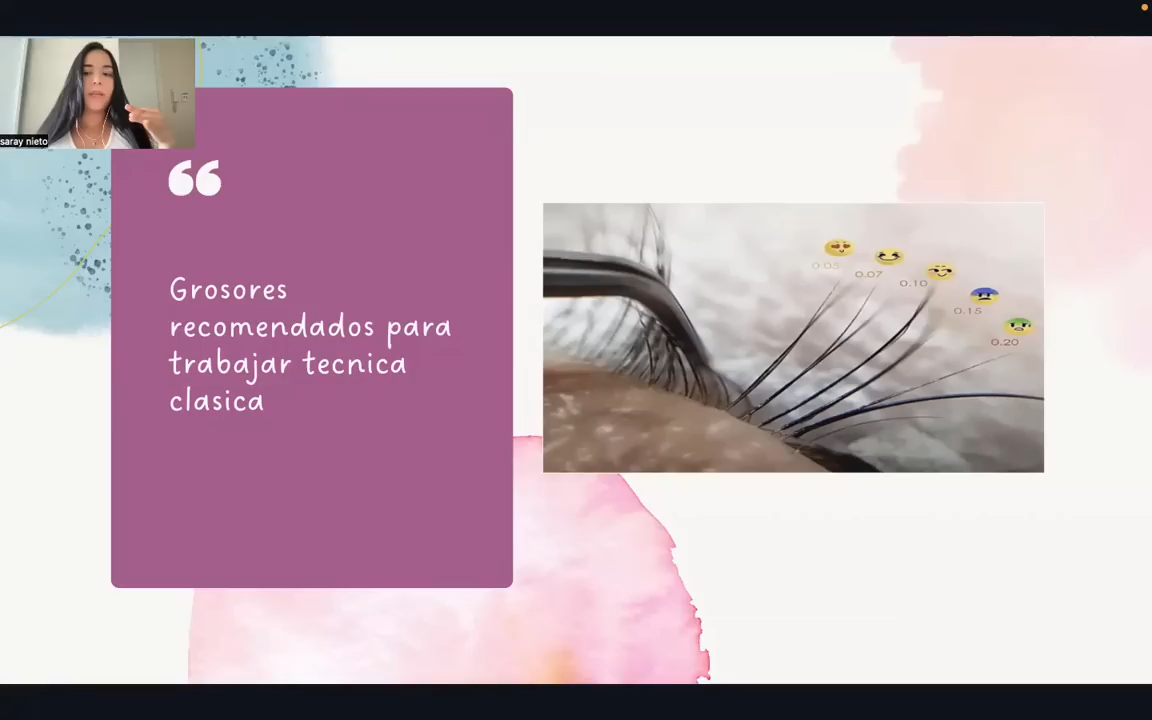 saray nieto
“
Grosores
recomendados para
trabajar tecnica
clasica
0.05
0.07
0.10
0.15
0.20